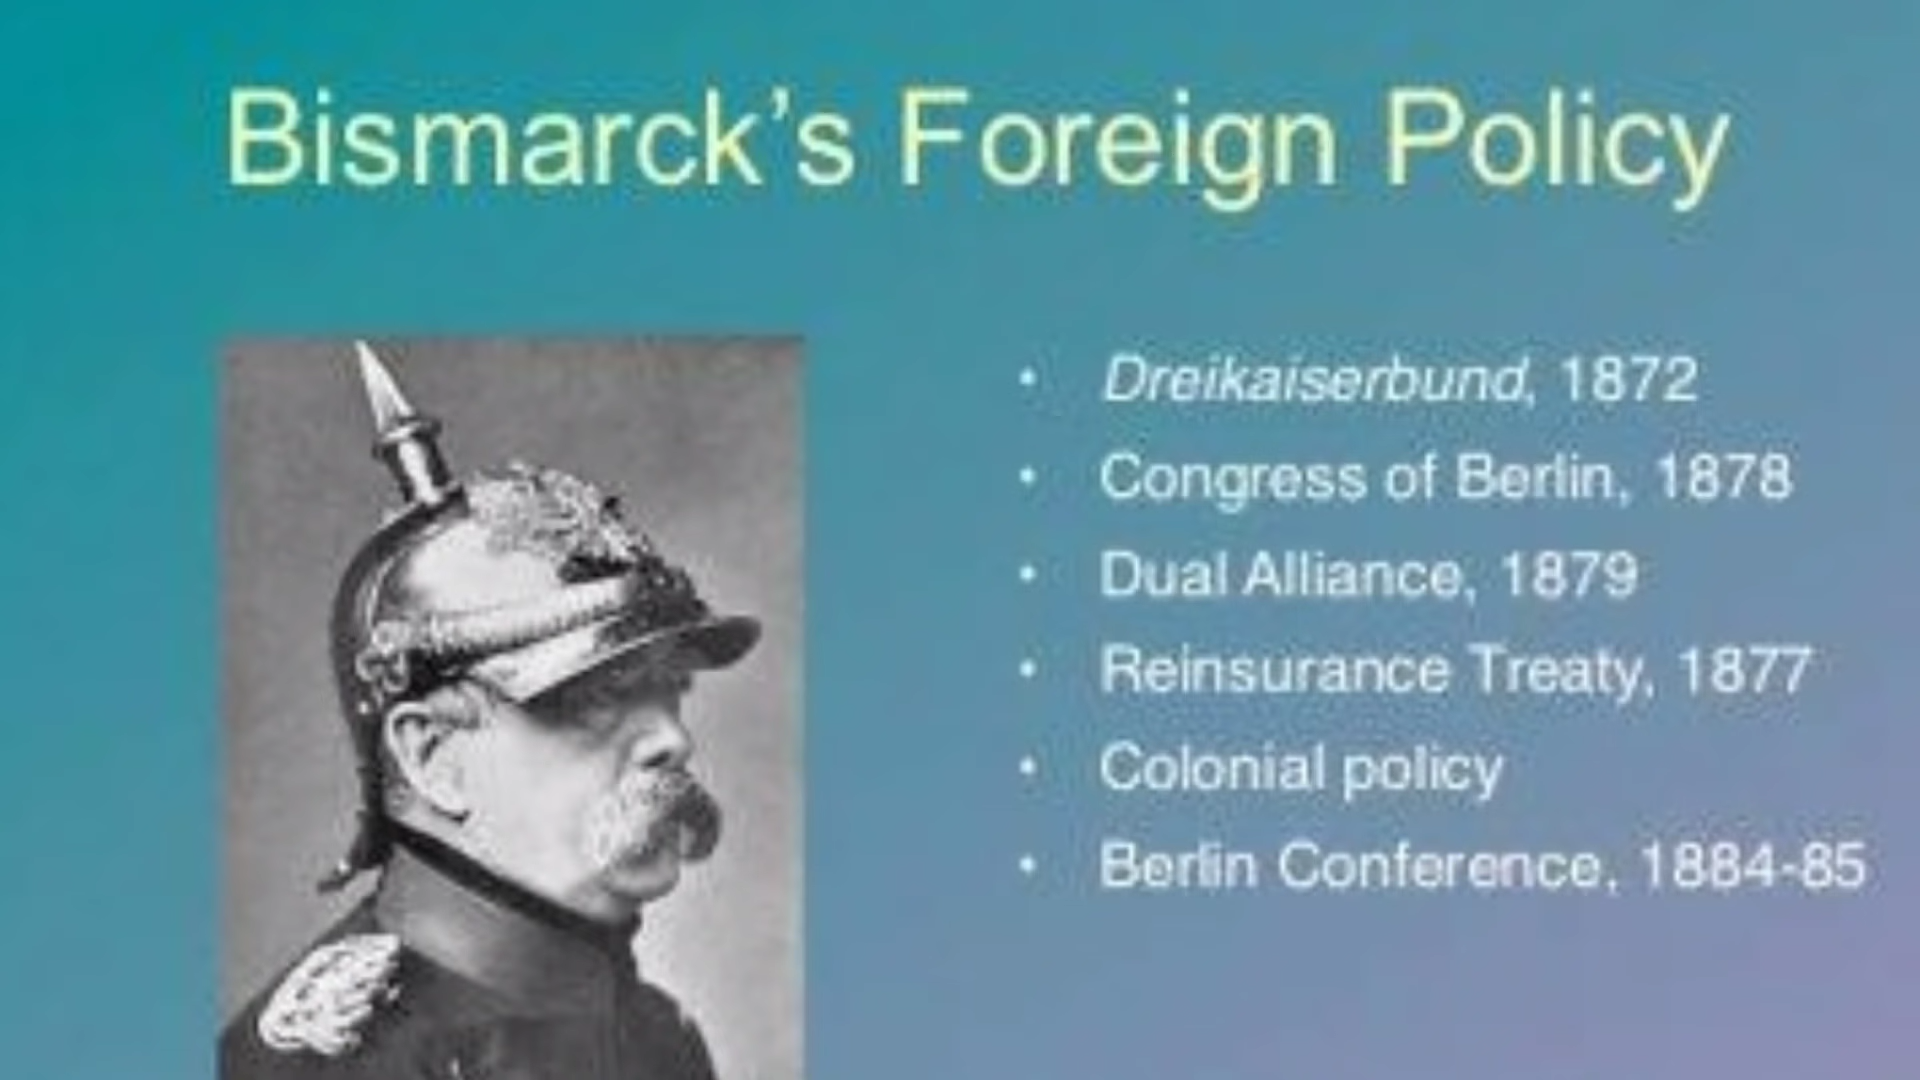 Bismarck's Foreign Policy
• Dreikaiserbund, 1872
• Congress of Berlin, 1878
• Dual Alliance, 1879
• Reinsurance Treaty, 1877
• Colonial policy
• Berlin Conference, 1884-85